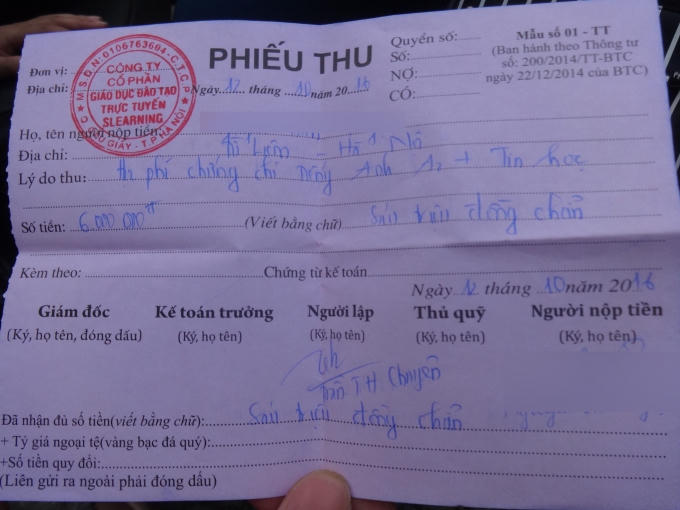 M.S.D.N:0106763604-C.T.C.P
CÔNG TY
CỔ PHẦN
GIÁO DỤC ĐÀO TẠO
TRỰC TUYẾN
SLEARNING
CẦU GIẤY - T.P HÀ NỘI
PHIẾU THU
Quyển số:
Số:
NỢ:
CÓ:
Mẫu số 01 - TT
(Ban hành theo Thông tư
số: 200/2014/TT-BTC
ngày 22/12/2014 của BTC)
Đơn vị:
Địa chỉ:
Ngày 12 tháng 10 năm 2016
Họ, tên người nộp tiền:
Địa chỉ: - Hà Nội
Lý do thu: phí chứng chỉ tiếng Anh A2 + Tin học
Số tiền: 6.000.000đ (Viết bằng chữ) Sáu triệu đồng chẵn
Kèm theo: Chứng từ kế toán
Ngày 12 tháng 10 năm 2016
Giám đốc Kế toán trưởng Người lập Thủ quỹ Người nộp tiền
(Ký, họ tên, đóng dấu) (Ký, họ tên) (Ký, họ tên) (Ký, họ tên) (Ký, họ tên)
Trần TH Chuyên
Đã nhận đủ số tiền(viết bằng chữ): Sáu triệu đồng chẵn
+ Tỷ giá ngoại tệ(vàng bạc đá quý):
+Số tiền quy đổi:
(Liên gửi ra ngoài phải đóng dấu)